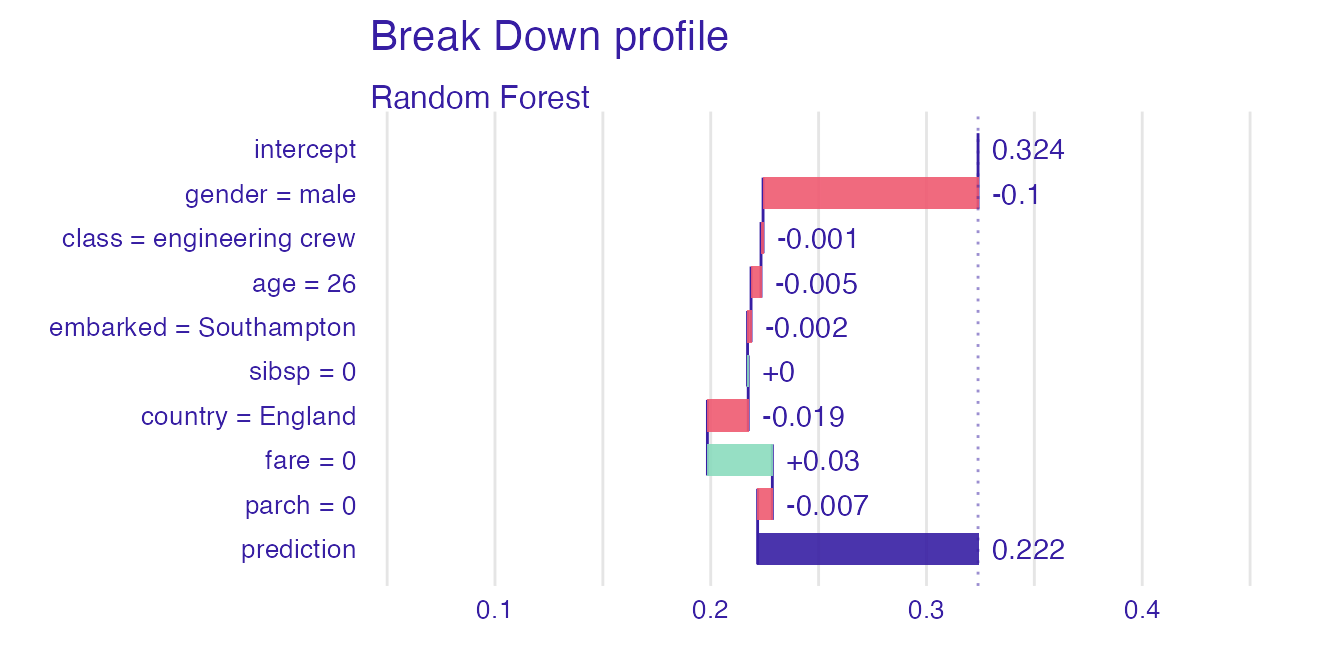 Break Down profile
Random Forest
intercept 0.324
gender = male -0.1
class = engineering crew -0.001
age = 26 -0.005
embarked = Southampton -0.002
sibsp = 0 +0
country = England -0.019
fare = 0 +0.03
parch = 0 -0.007
prediction 0.222
0.1 0.2 0.3 0.4